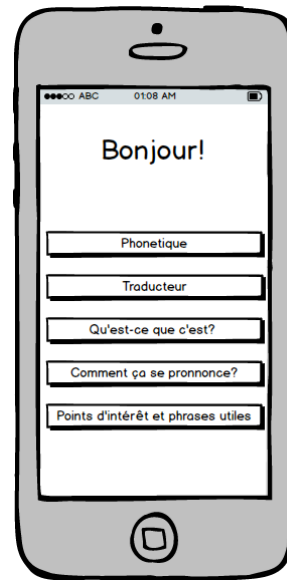 ABC 01:08 AM
Bonjour!
Phonetique
Traducteur
Qu'est-ce que c'est?
Comment ça se pronnonce?
Points d'intérêt et phrases utiles